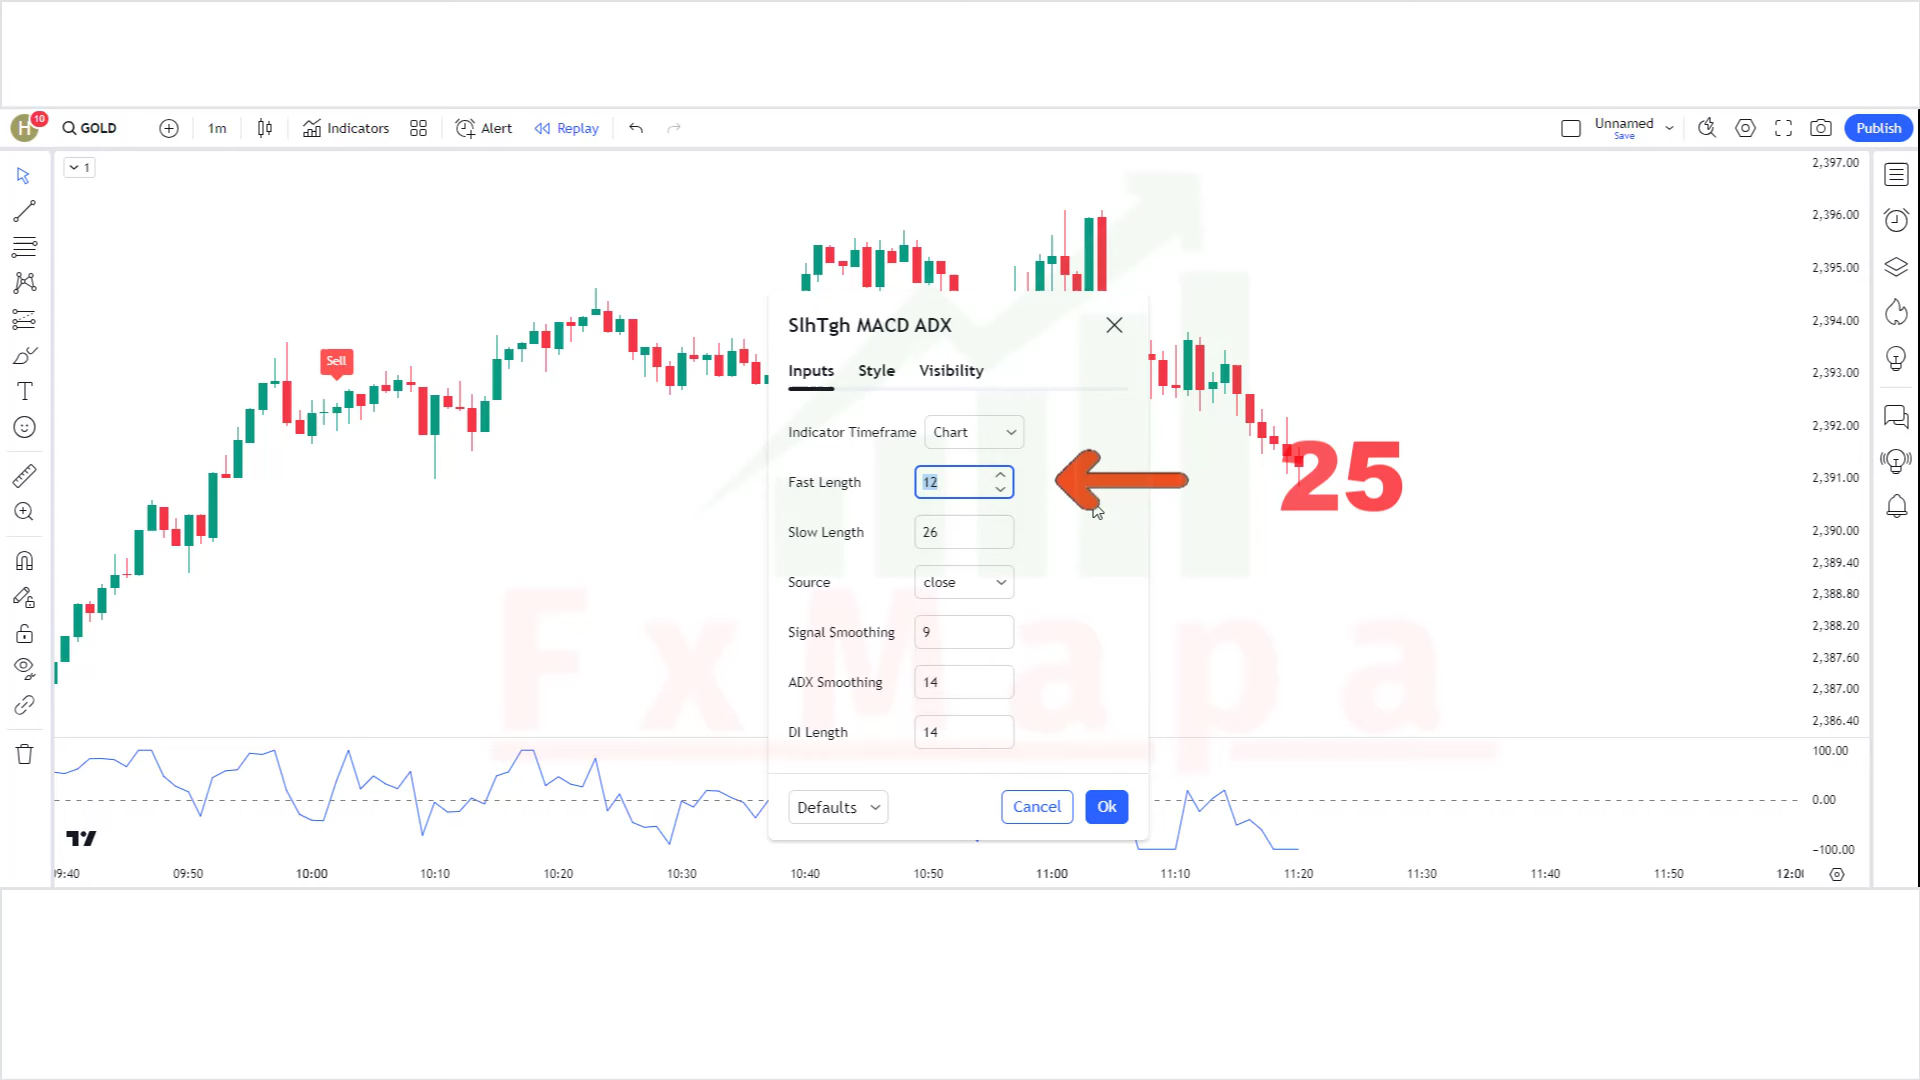 H 10 GOLD 1m Indicators Alert Replay Unnamed Save Publish
1
Sell
SlhTgh MACD ADX
Inputs Style Visibility
Indicator Timeframe Chart
Fast Length 12
25
Slow Length 26
Source close
Signal Smoothing 9
ADX Smoothing 14
DI Length 14
Defaults Cancel Ok
FxMapa
2,397.00
2,396.00
2,395.00
2,394.00
2,393.00
2,392.00
2,391.00
2,390.00
2,389.40
2,388.80
2,388.20
2,387.60
2,387.00
2,386.40
100.00
0.00
−100.00
09:50 10:00 10:10 10:20 10:30 10:40 10:50 11:00 11:10 11:20 11:30 11:40 11:50